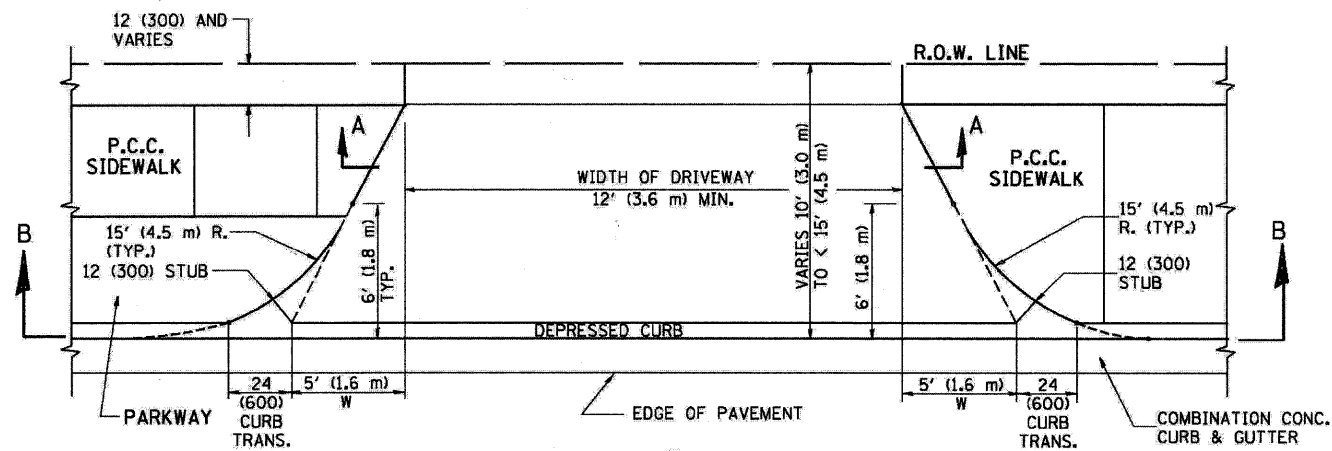 12 (300) AND
VARIES
R.O.W. LINE
A
A
P.C.C.
SIDEWALK
P.C.C.
SIDEWALK
WIDTH OF DRIVEWAY
12' (3.6 m) MIN.
VARIES 10' (3.0 m)
TO < 15' (4.5 m)
6' (1.8 m)
TYP.
6' (1.8 m)
15' (4.5 m) R.
(TYP.)
12 (300) STUB
15' (4.5 m)
R. (TYP.)
12 (300)
STUB
B
B
DEPRESSED CURB
24
(600)
CURB
TRANS.
5' (1.6 m)
W
5' (1.6 m)
W
24
(600)
CURB
TRANS.
PARKWAY
EDGE OF PAVEMENT
COMBINATION CONC.
CURB & GUTTER